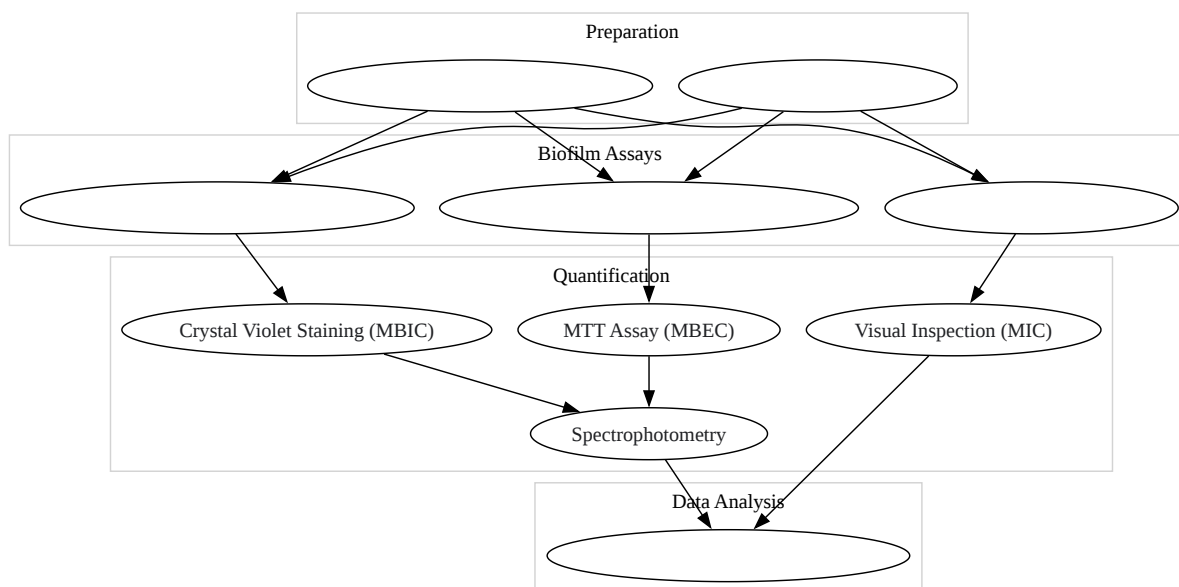 Preparation
Biofilm Assays
Quantification
Crystal Violet Staining (MBIC)
MTT Assay (MBEC)
Visual Inspection (MIC)
Spectrophotometry
Data Analysis